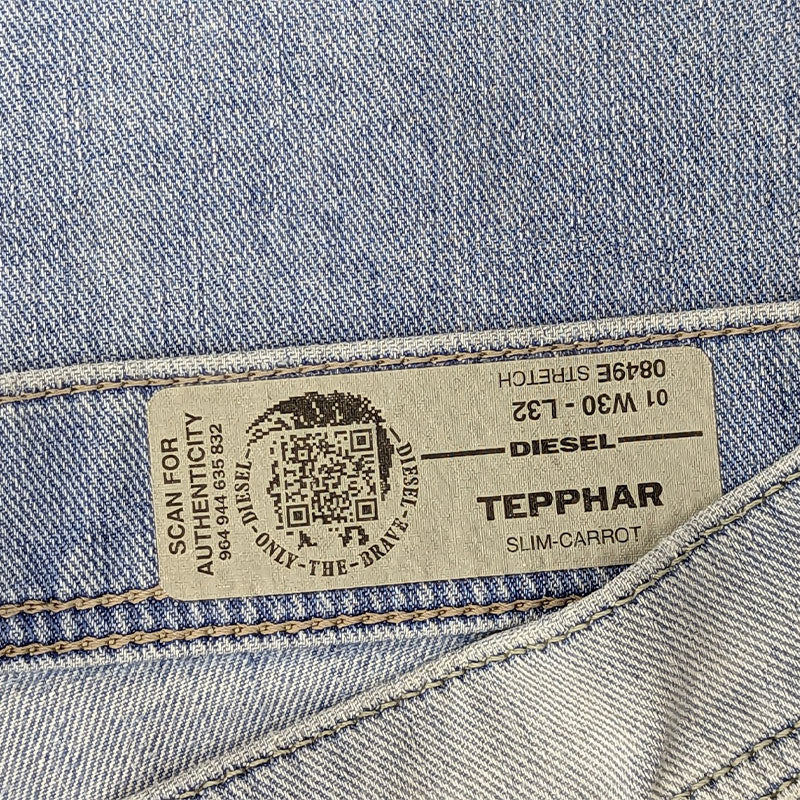 SCAN FOR
AUTHENTICITY
964 944 635 832
DIESEL-ONLY-THE-BRAVE-DIESEL
01 W30 - L32
0849E STRETCH
DIESEL
TEPPHAR
SLIM-CARROT